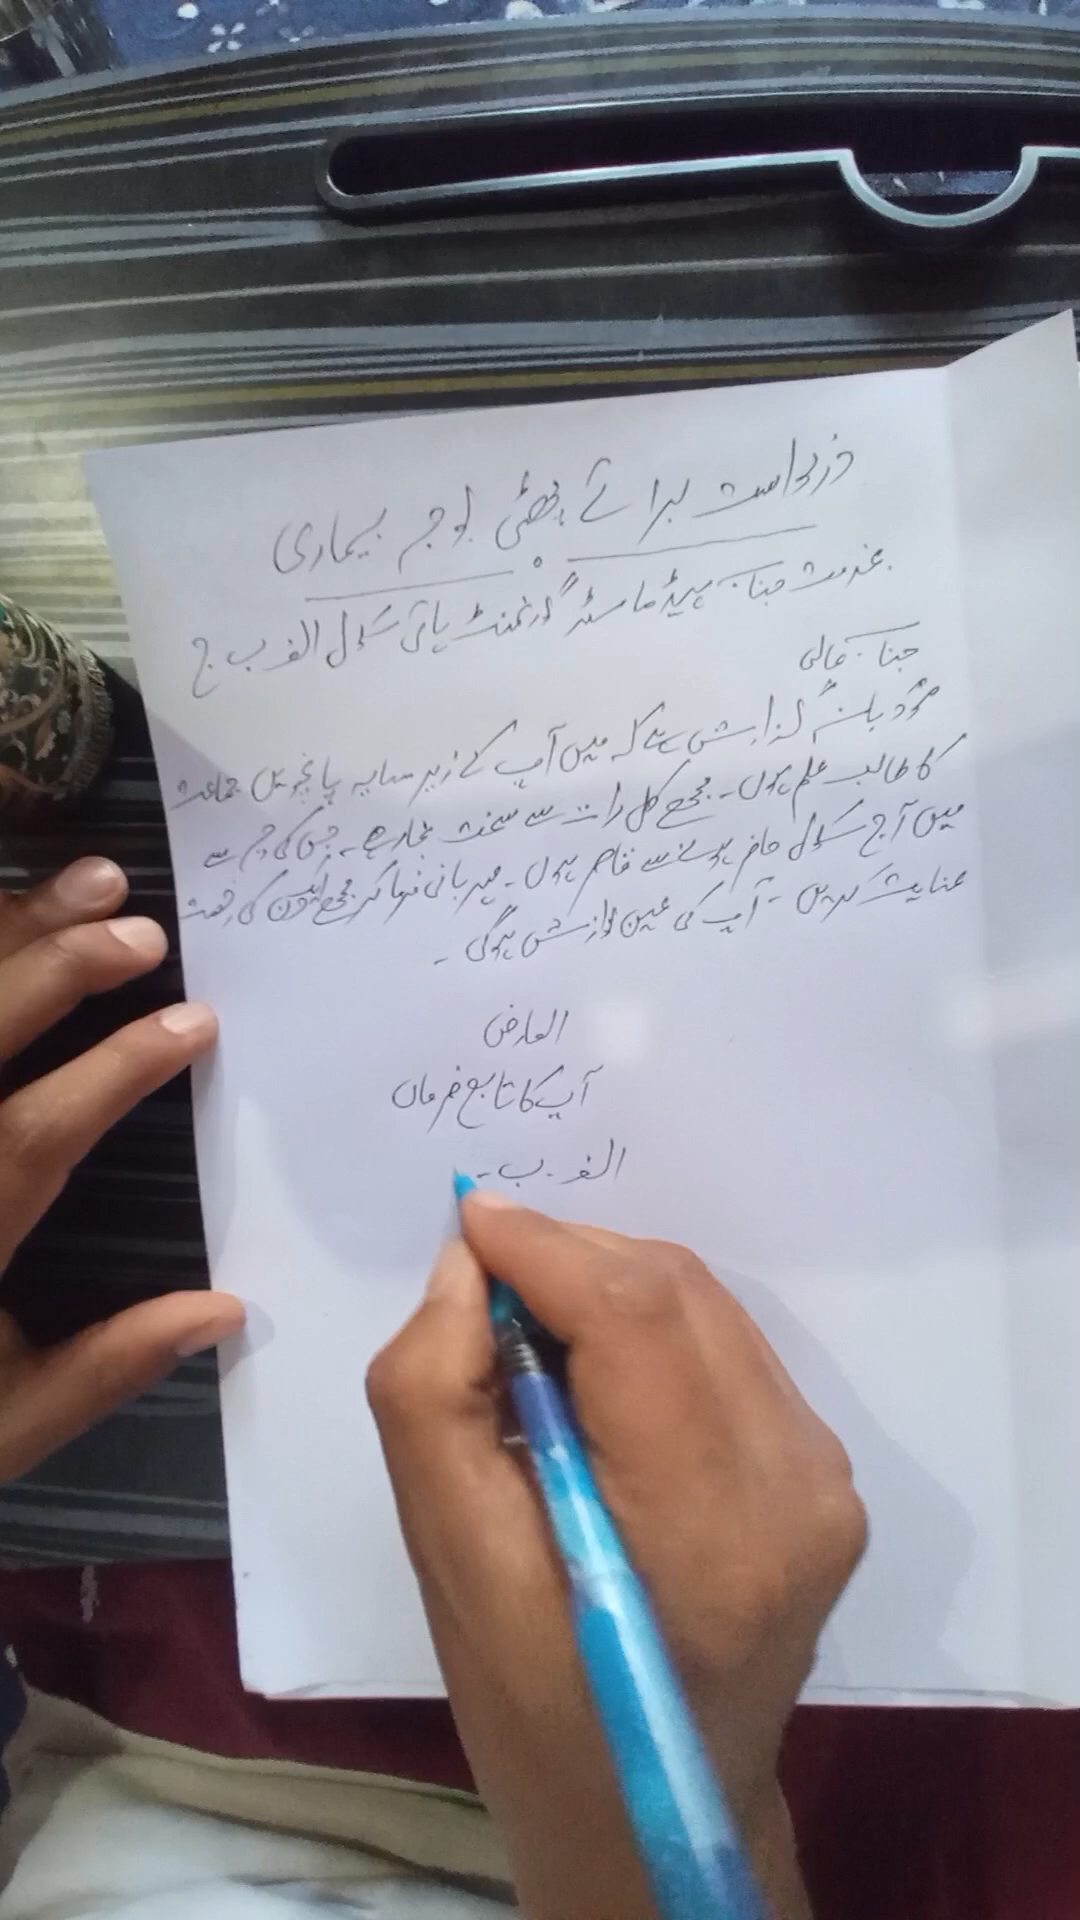 درخواست برائے چھٹی بوجہ بیماری
بخدمت جناب ہیڈ ماسٹر گورنمنٹ ہائی سکول الف ب ج
جناب عالی
مؤدبانہ گذارش ہے کہ میں آپ کے زیر سایہ پانچویں جماعت
کا طالب علم ہوں۔ مجھے کل رات سے سخت بخار ہے۔ جس کی وجہ سے
میں آج سکول حاضر ہونے سے قاصر ہوں۔ مہربانی فرما کر مجھے ایک دن کی رخصت
عنایت کریں۔ آپ کی عین نوازش ہوگی۔
العارض
آپ کا تابع فرمان
الف۔ ب۔